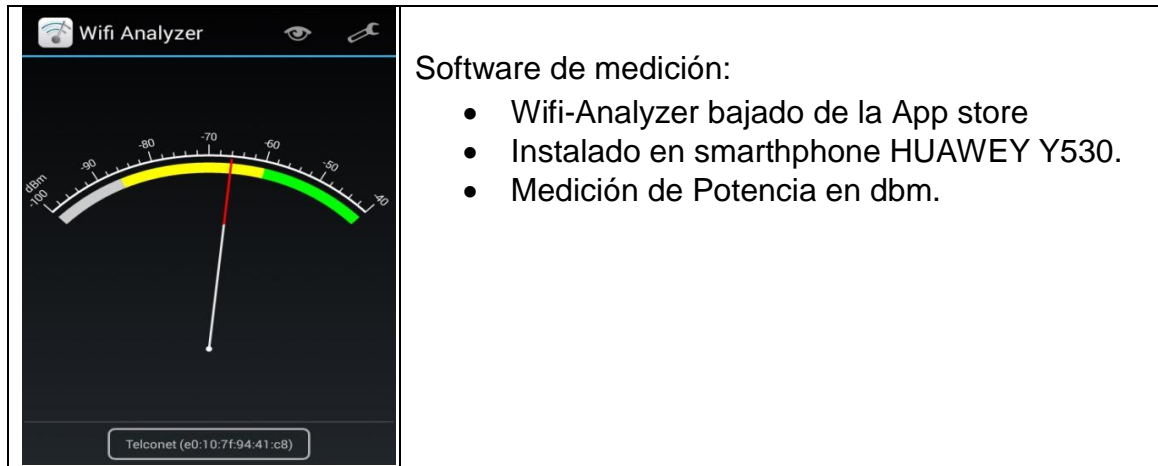 Wifi Analyzer
dBm
-100
-90
-80
-70
-60
-50
-40
Telconet (e0:10:7f:94:41:c8)
Software de medición:
• Wifi-Analyzer bajado de la App store
• Instalado en smarthphone HUAWEY Y530.
• Medición de Potencia en dbm.